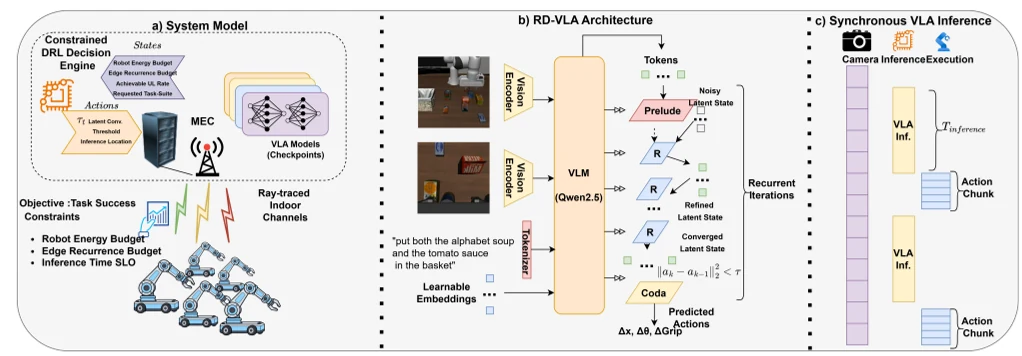 a) System Model
Constrained
DRL Decision
Engine
States
Robot Energy Budget
Edge Recurrence Budget
Achievable UL Rate
Requested Task-Suite
Actions
τ_t Latent Conv.
Threshold
Inference Location
MEC
VLA Models
(Checkpoints)
Ray-traced
Indoor
Channels
Objective :Task Success
Constraints
• Robot Energy Budget
• Edge Recurrence Budget
• Inference Time SLO
b) RD-VLA Architecture
Vision
Encoder
Vision
Encoder
Tokenizer
"put both the alphabet soup
and the tomato sauce
in the basket"
Learnable
Embeddings
VLM
(Qwen2.5)
Tokens
Noisy
Latent State
Prelude
R
R
R
Refined
Latent State
Converged
Latent State
‖a_k − a_{k−1}‖²₂ < τ
Coda
Predicted
Actions
Δx, Δθ, ΔGrip
Recurrent
Iterations
c) Synchronous VLA Inference
Camera Inference Execution
VLA
Inf.
T_inference
Action
Chunk
VLA
Inf.
Action
Chunk